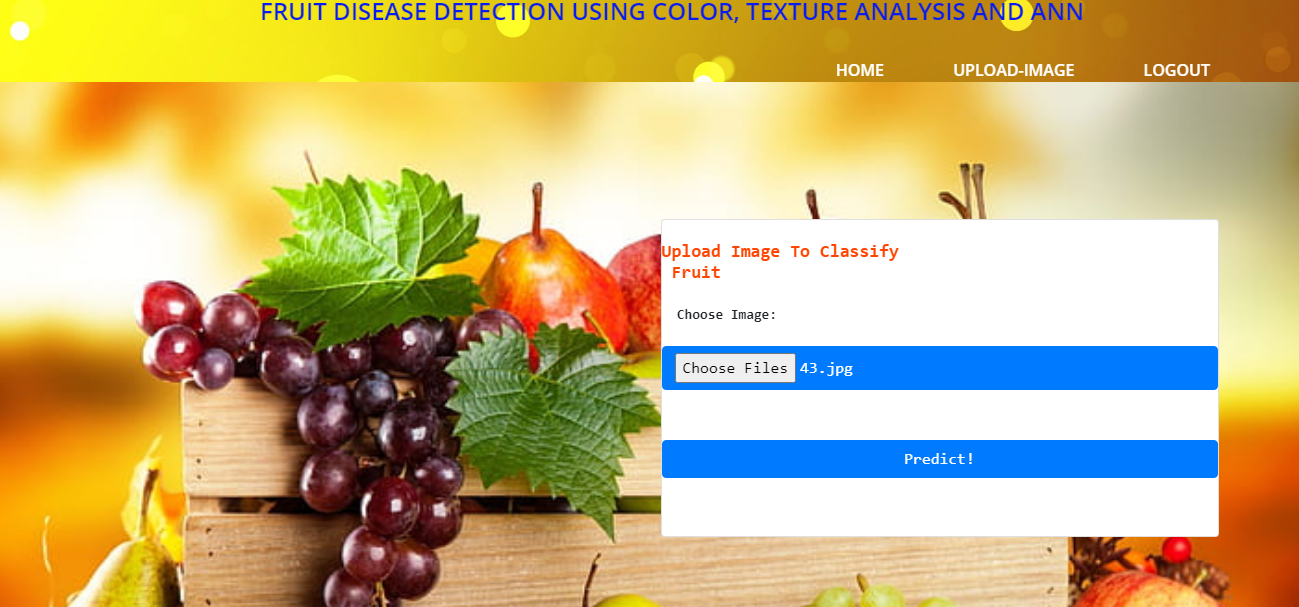 FRUIT DISEASE DETECTION USING COLOR, TEXTURE ANALYSIS AND ANN
HOME UPLOAD-IMAGE LOGOUT
Upload Image To Classify
Fruit
Choose Image:
Choose Files 43.jpg
Predict!